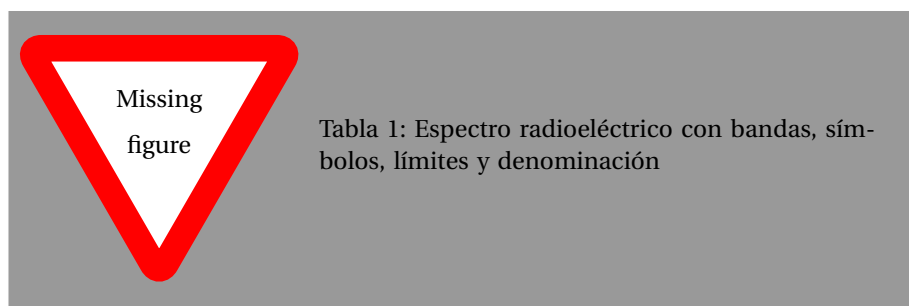 Missing
figure
Tabla 1: Espectro radioeléctrico con bandas, sím-
bolos, límites y denominación